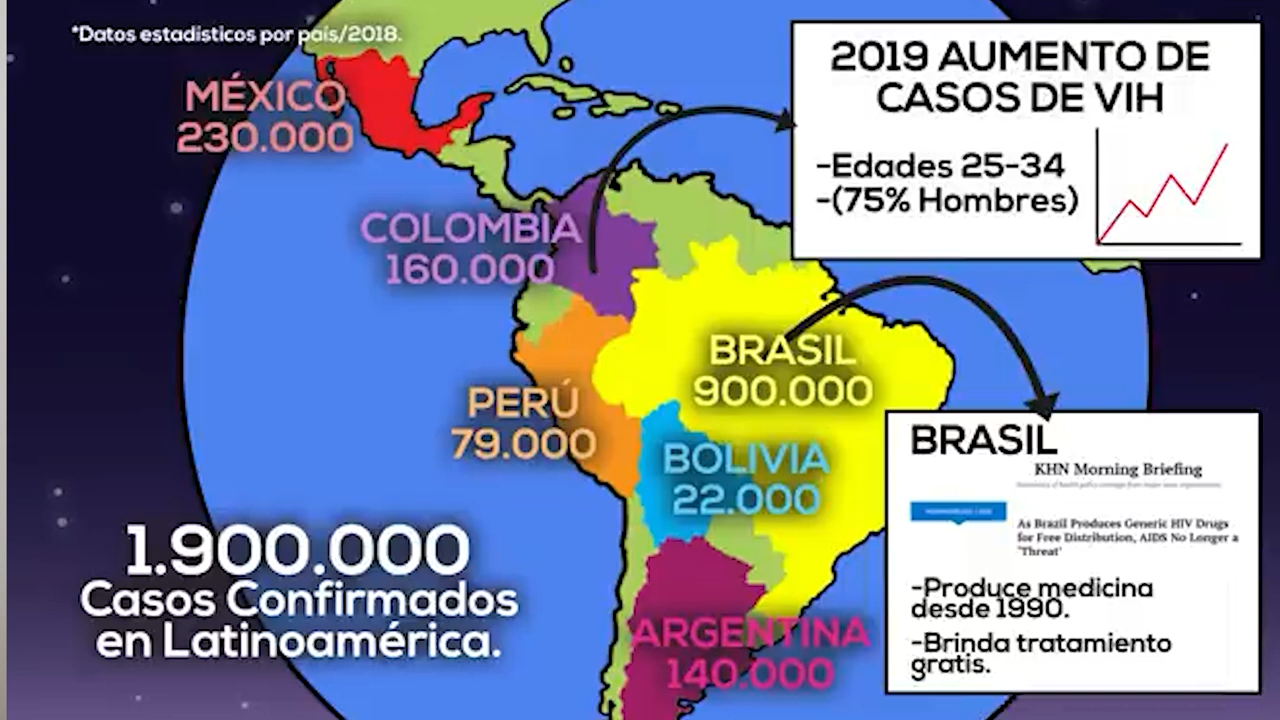 *Datos estadísticos por país/2018.
MÉXICO
230.000
COLOMBIA
160.000
PERÚ
79.000
BRASIL
900.000
BOLIVIA
22.000
ARGENTINA
140.000
1.900.000
Casos Confirmados
en Latinoamérica.
2019 AUMENTO DE
CASOS DE VIH
-Edades 25-34
-(75% Hombres)
BRASIL
KHN Morning Briefing
As Brazil Produces Generic HIV Drugs
for Free Distribution, AIDS No Longer a
'Threat'
-Produce medicina
desde 1990.
-Brinda tratamiento
gratis.